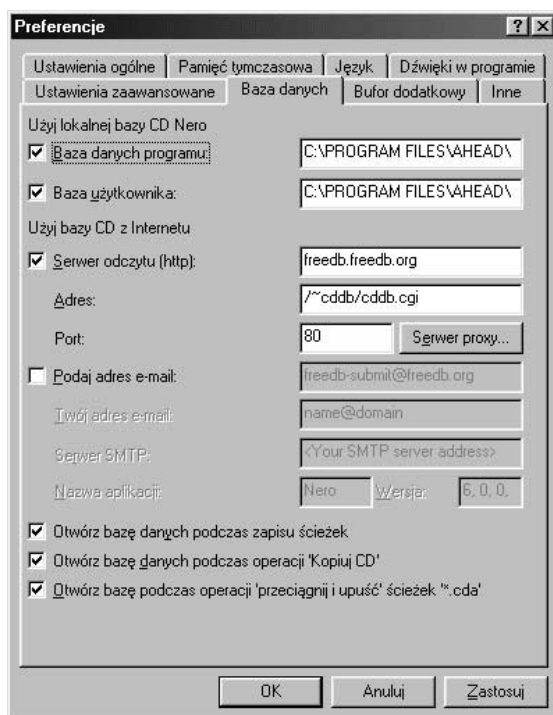 Preferencje
Ustawienia ogólne Pamięć tymczasowa Język Dźwięki w programie
Ustawienia zaawansowane Baza danych Bufor dodatkowy Inne
Użyj lokalnej bazy CD Nero
Baza danych programu: C:\PROGRAM FILES\AHEAD\
Baza użytkownika: C:\PROGRAM FILES\AHEAD\
Użyj bazy CD z Internetu
Serwer odczytu (http): freedb.freedb.org
Adres: /~cddb/cddb.cgi
Port: 80 Serwer proxy...
Podaj adres e-mail: freedb-submit@freedb.org
Twój adres e-mail: name@domain
Serwer SMTP: <Your SMTP server address>
Nazwa aplikacji: Nero Wersja: 6, 0, 0,
Otwórz bazę danych podczas zapisu ścieżek
Otwórz bazę danych podczas operacji 'Kopiuj CD'
Otwórz bazę podczas operacji 'przeciągnij i upuść' ścieżek '*.cda'
OK Anuluj Zastosuj